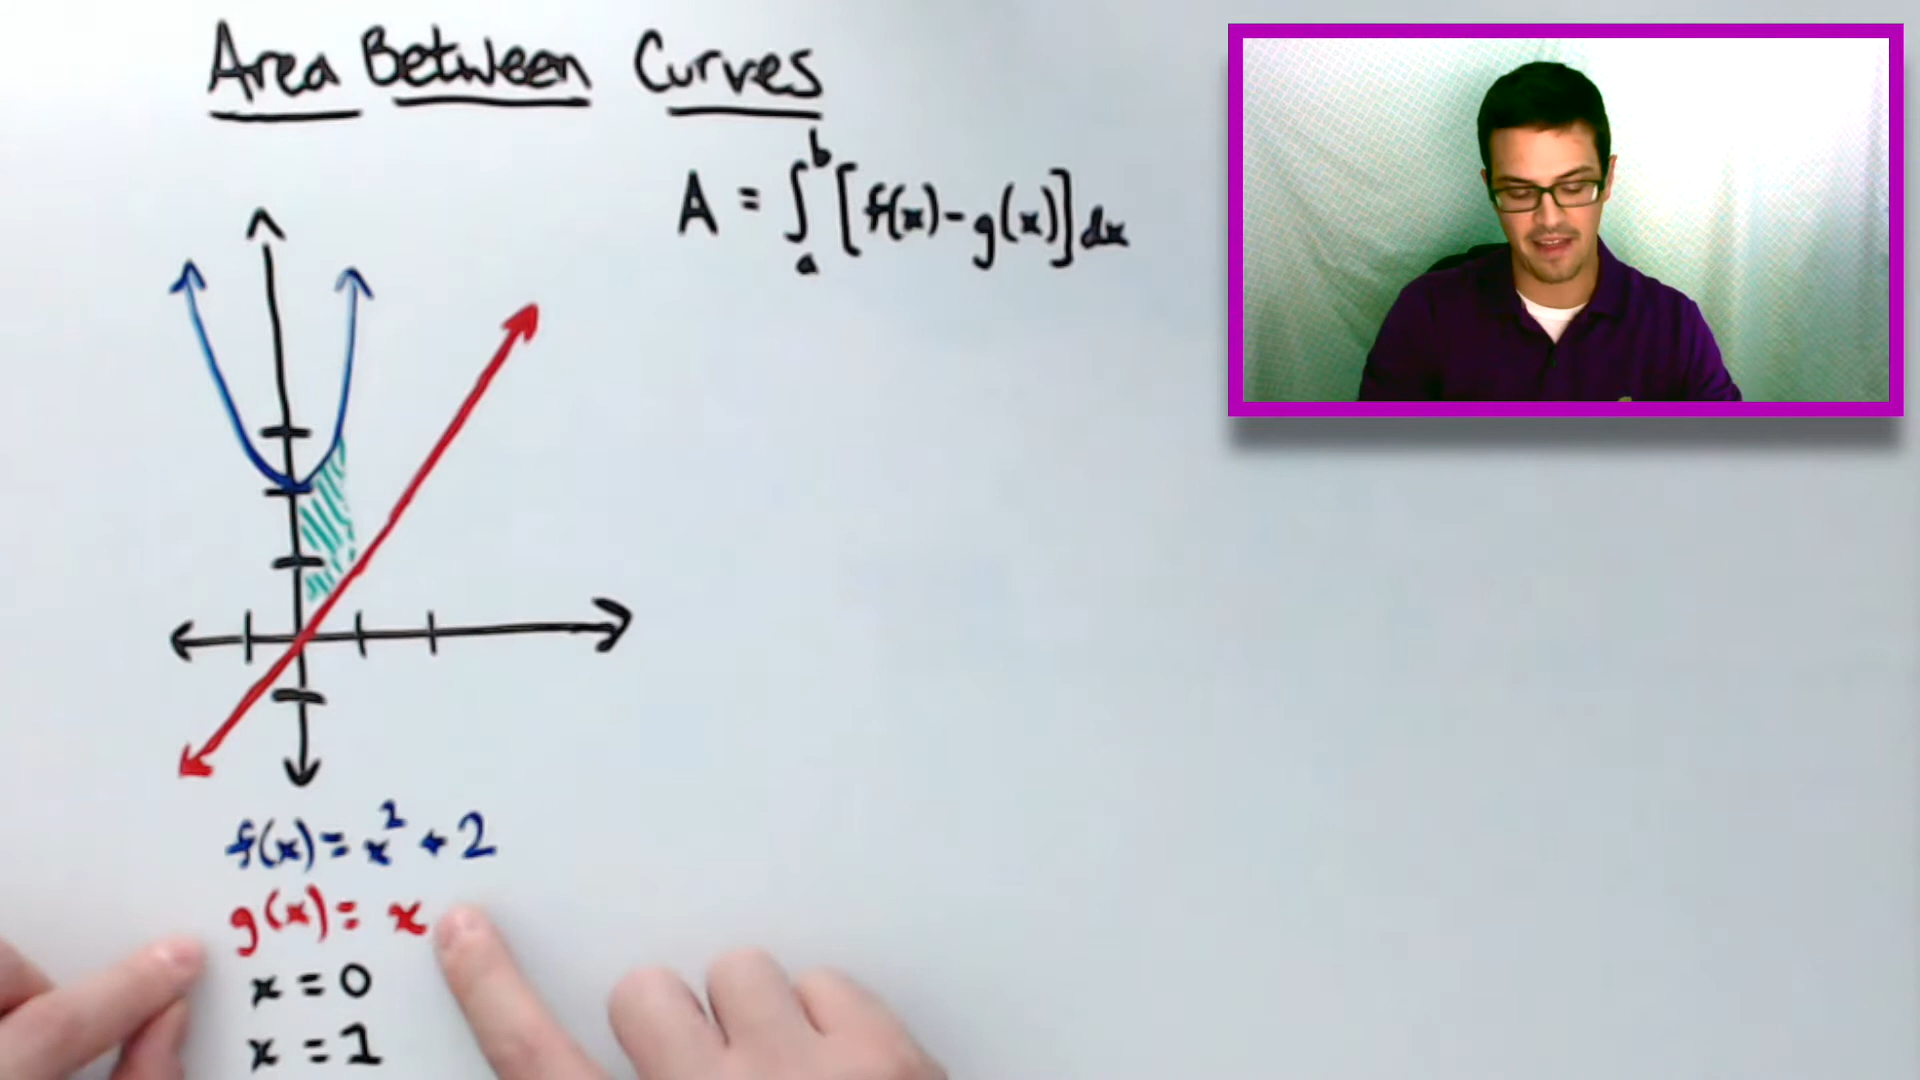 Area Between Curves
A = ∫ₐᵇ [f(x) - g(x)] dx
f(x) = x² + 2
g(x) = x
x = 0
x = 1